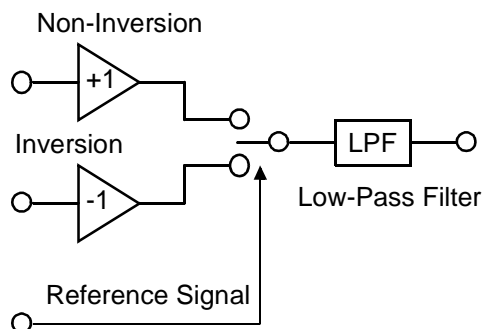 Non-Inversion
+1
Inversion
LPF
-1
Low-Pass Filter
Reference Signal